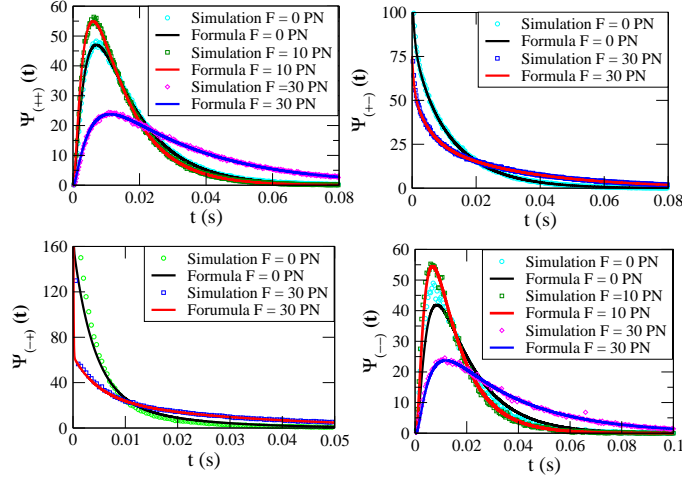 60
50
40
30
20
10
0
0
0.02
0.04
0.06
0.08
t (s)
Ψ(++) (t)
Simulation F = 0 PN
Formula F = 0 PN
Simulation F = 10 PN
Formula F = 10 PN
Simulation F =30 PN
Formula F = 30 PN
100
75
50
25
0
0
0.02
0.04
0.06
0.08
t (s)
Ψ(+−) (t)
Simulation F = 0 PN
Formula F = 0 PN
Simulation F = 30 PN
Formula F = 30 PN
160
120
80
40
0
0
0.01
0.02
0.03
0.04
0.05
t (s)
Ψ(−+) (t)
Simulation F = 0 PN
Formula F = 0 PN
Simulation F = 30 PN
Forumula F = 30 PN
60
50
40
30
20
10
0
0
0.02
0.04
0.06
0.08
0.1
t (s)
Ψ(−−) (t)
Simulation F = 0 PN
Formula F = 0 PN
Simulation F =10 PN
Formula F = 10 PN
Simulation F = 30 PN
Formula F = 30 PN